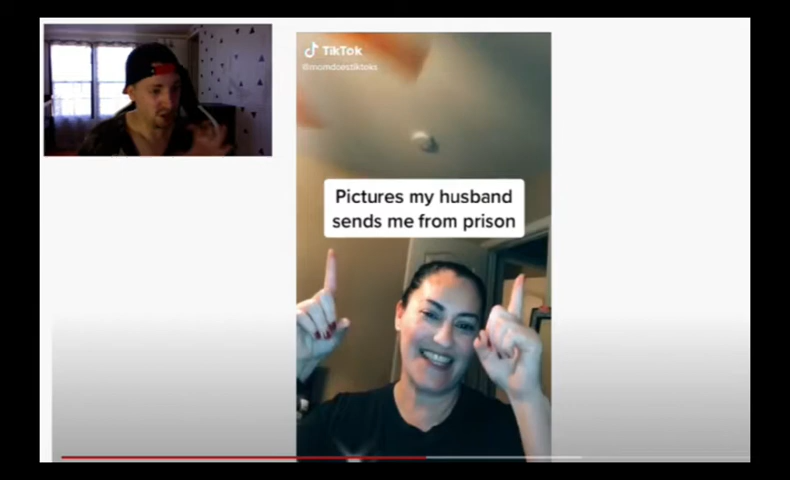 TikTok
@momdoestiktoks
Pictures my husband
sends me from prison